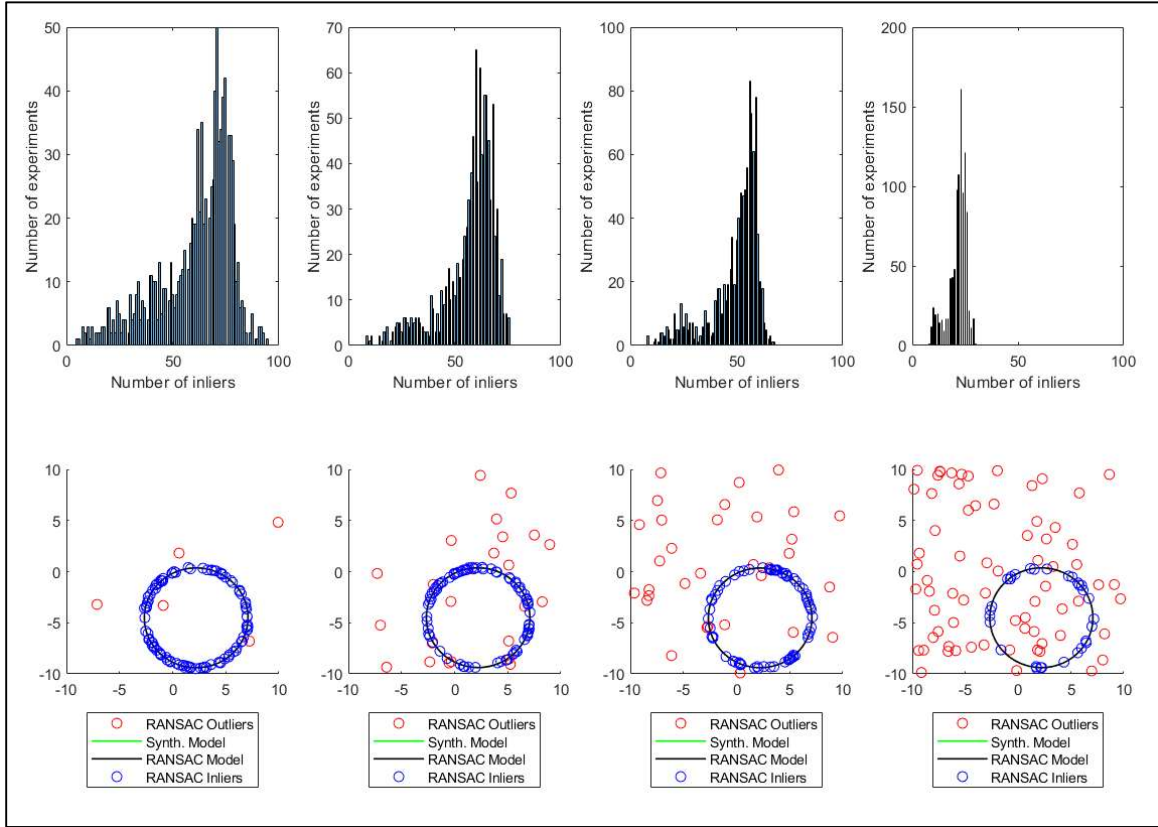 50
40
30
20
10
0
Number of experiments
0 50 100
Number of inliers
70
60
50
40
30
20
10
0
Number of experiments
0 50 100
Number of inliers
100
80
60
40
20
0
Number of experiments
0 50 100
Number of inliers
200
150
100
50
0
Number of experiments
0 50 100
Number of inliers
10
5
0
-5
-10
-10 -5 0 5 10
RANSAC Outliers
Synth. Model
RANSAC Model
RANSAC Inliers
10
5
0
-5
-10
-10 -5 0 5 10
RANSAC Outliers
Synth. Model
RANSAC Model
RANSAC Inliers
10
5
0
-5
-10
-10 -5 0 5 10
RANSAC Outliers
Synth. Model
RANSAC Model
RANSAC Inliers
10
5
0
-5
-10
-10 -5 0 5 10
RANSAC Outliers
Synth. Model
RANSAC Model
RANSAC Inliers